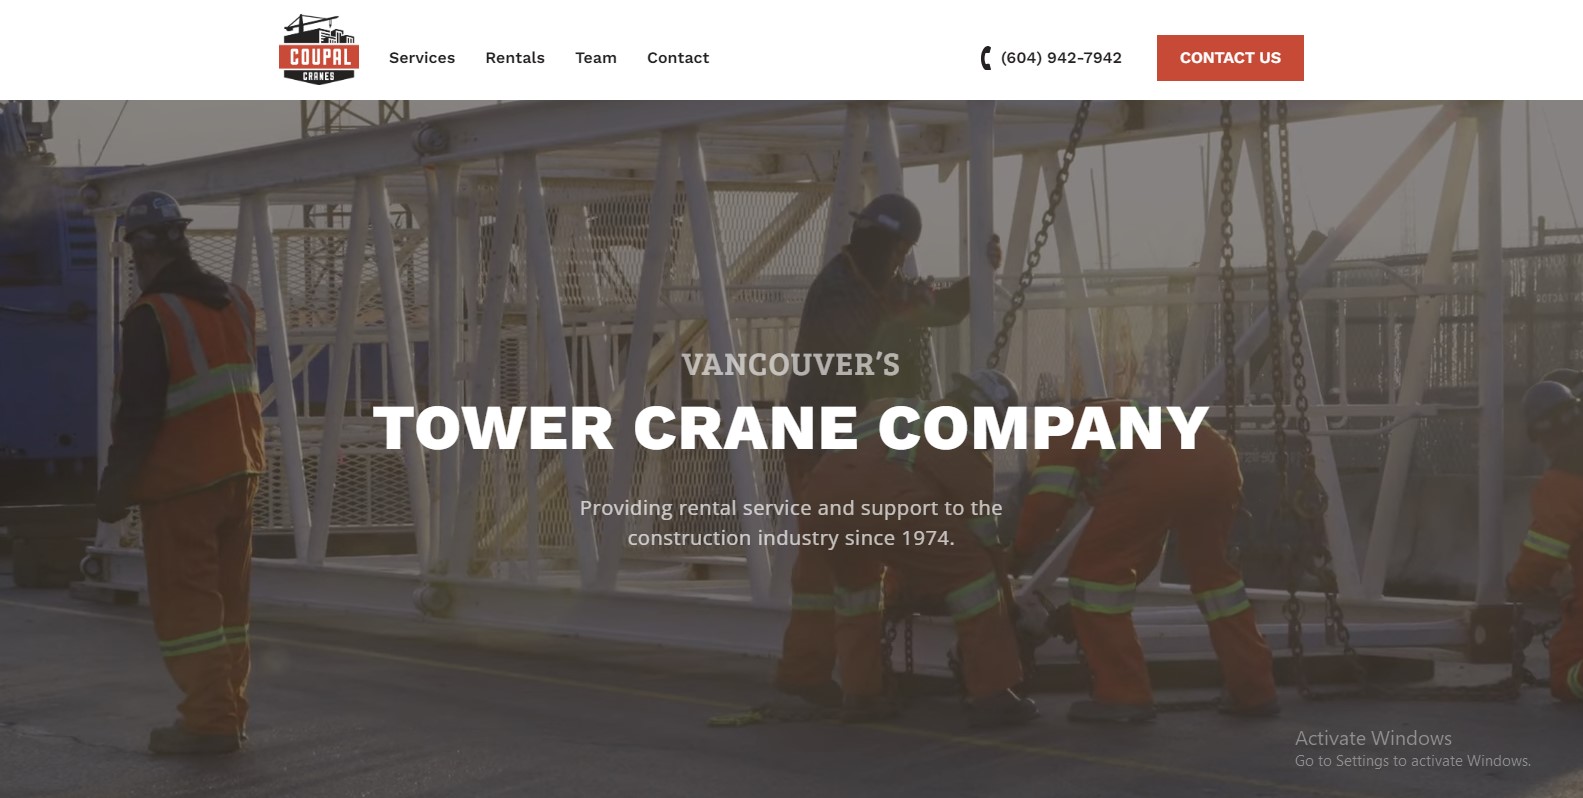 COUPAL
CRANES
Services
Rentals
Team
Contact
(604) 942-7942
CONTACT US
VANCOUVER'S
TOWER CRANE COMPANY
Providing rental service and support to the
construction industry since 1974.
Activate Windows
Go to Settings to activate Windows.